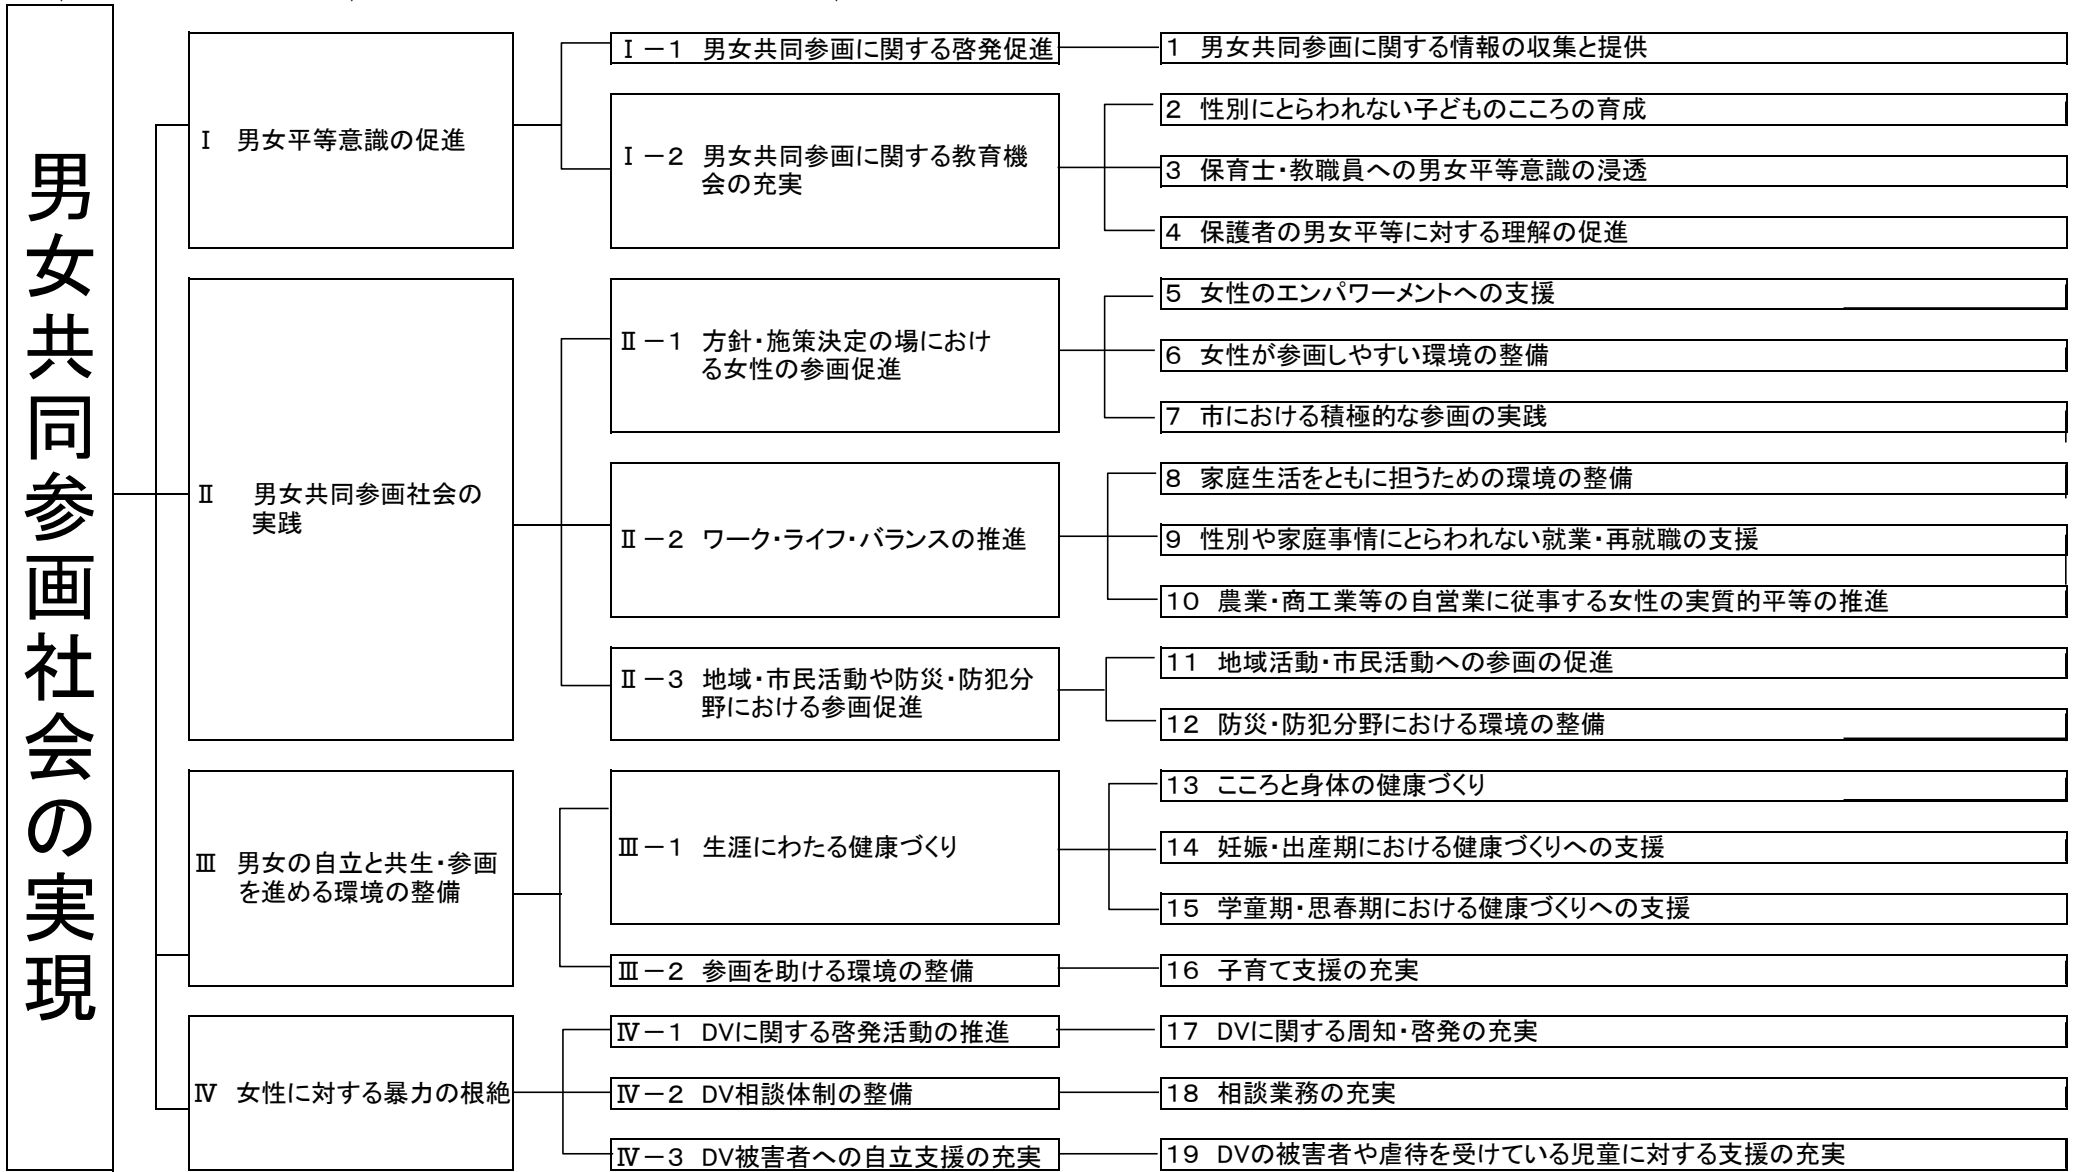 男女共同参画社会の実現
Ⅰ 男女平等意識の促進
Ⅰ－1 男女共同参画に関する啓発促進
1 男女共同参画に関する情報の収集と提供
Ⅰ－2 男女共同参画に関する教育機
会の充実
2 性別にとらわれない子どものこころの育成
3 保育士・教職員への男女平等意識の浸透
4 保護者の男女平等に対する理解の促進
Ⅱ 男女共同参画社会の
実践
Ⅱ－1 方針・施策決定の場におけ
る女性の参画促進
5 女性のエンパワーメントへの支援
6 女性が参画しやすい環境の整備
7 市における積極的な参画の実践
Ⅱ－2 ワーク・ライフ・バランスの推進
8 家庭生活をともに担うための環境の整備
9 性別や家庭事情にとらわれない就業・再就職の支援
10 農業・商工業等の自営業に従事する女性の実質的平等の推進
Ⅱ－3 地域・市民活動や防災・防犯分
野における参画促進
11 地域活動・市民活動への参画の促進
12 防災・防犯分野における環境の整備
Ⅲ 男女の自立と共生・参画
を進める環境の整備
Ⅲ－1 生涯にわたる健康づくり
13 こころと身体の健康づくり
14 妊娠・出産期における健康づくりへの支援
15 学童期・思春期における健康づくりへの支援
Ⅲ－2 参画を助ける環境の整備
16 子育て支援の充実
Ⅳ 女性に対する暴力の根絶
Ⅳ－1 DVに関する啓発活動の推進
17 DVに関する周知・啓発の充実
Ⅳ－2 DV相談体制の整備
18 相談業務の充実
Ⅳ－3 DV被害者への自立支援の充実
19 DVの被害者や虐待を受けている児童に対する支援の充実